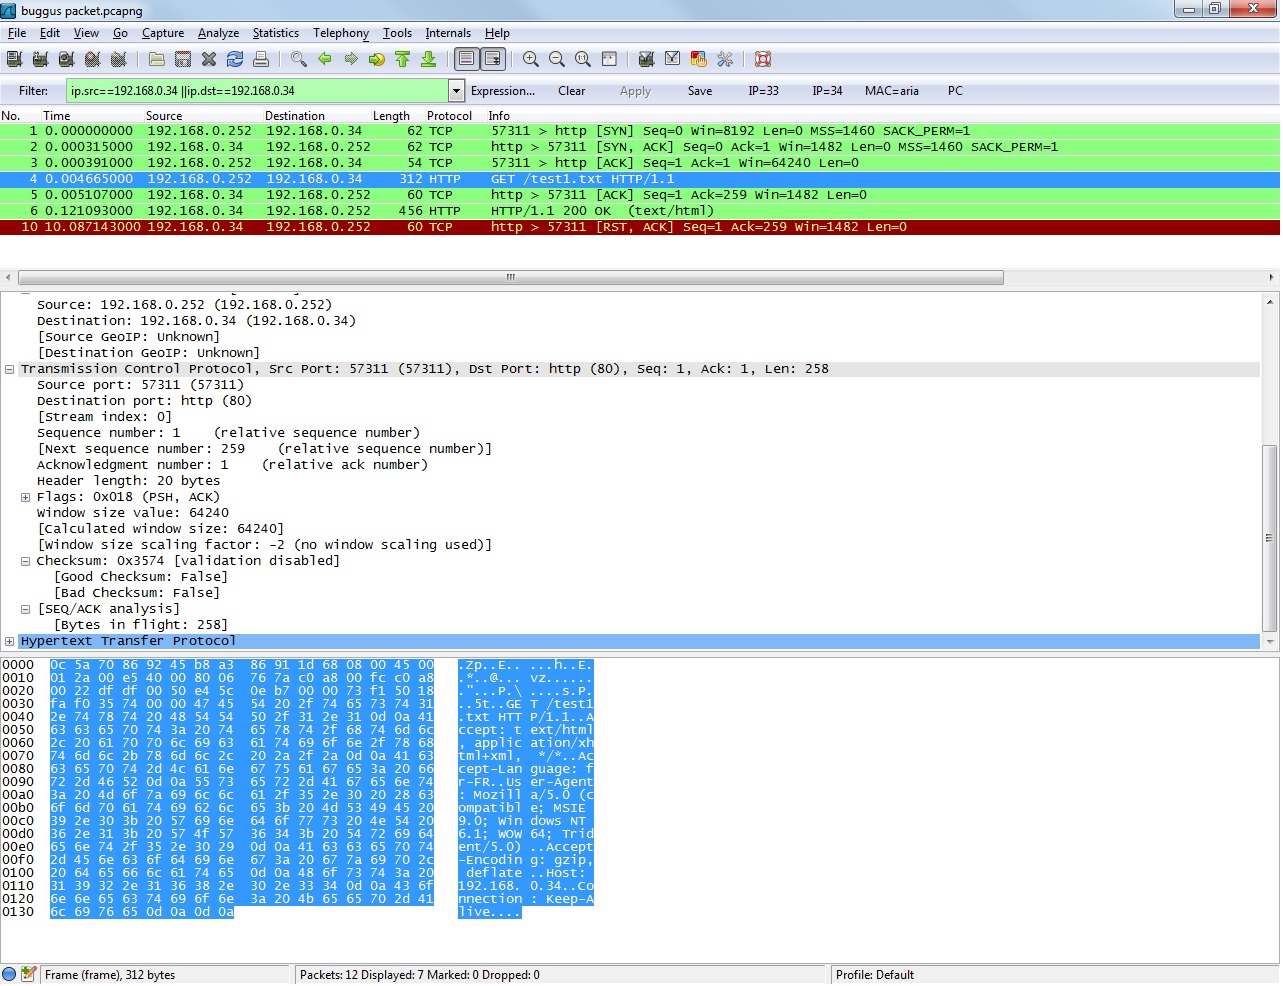 buggus packet.pcapng
File Edit View Go Capture Analyze Statistics Telephony Tools Internals Help
Filter: ip.src==192.168.0.34 ||ip.dst==192.168.0.34 Expression... Clear Apply Save IP=33 IP=34 MAC=aria PC
No. Time Source Destination Length Protocol Info
1 0.000000000 192.168.0.252 192.168.0.34 62 TCP 57311 > http [SYN] Seq=0 Win=8192 Len=0 MSS=1460 SACK_PERM=1
2 0.000315000 192.168.0.34 192.168.0.252 62 TCP http > 57311 [SYN, ACK] Seq=0 Ack=1 Win=1482 Len=0 MSS=1460 SACK_PERM=1
3 0.000391000 192.168.0.252 192.168.0.34 54 TCP 57311 > http [ACK] Seq=1 Ack=1 Win=64240 Len=0
4 0.004665000 192.168.0.252 192.168.0.34 312 HTTP GET /test1.txt HTTP/1.1
5 0.005107000 192.168.0.34 192.168.0.252 60 TCP http > 57311 [ACK] Seq=1 Ack=259 Win=1482 Len=0
6 0.121093000 192.168.0.34 192.168.0.252 456 HTTP HTTP/1.1 200 OK (text/html)
10 10.087143000 192.168.0.34 192.168.0.252 60 TCP http > 57311 [RST, ACK] Seq=1 Ack=259 Win=1482 Len=0
Source: 192.168.0.252 (192.168.0.252)
Destination: 192.168.0.34 (192.168.0.34)
[Source GeoIP: Unknown]
[Destination GeoIP: Unknown]
Transmission Control Protocol, Src Port: 57311 (57311), Dst Port: http (80), Seq: 1, Ack: 1, Len: 258
Source port: 57311 (57311)
Destination port: http (80)
[Stream index: 0]
Sequence number: 1 (relative sequence number)
[Next sequence number: 259 (relative sequence number)]
Acknowledgment number: 1 (relative ack number)
Header length: 20 bytes
Flags: 0x018 (PSH, ACK)
Window size value: 64240
[Calculated window size: 64240]
[Window size scaling factor: -2 (no window scaling used)]
Checksum: 0x3574 [validation disabled]
[Good Checksum: False]
[Bad Checksum: False]
[SEQ/ACK analysis]
[Bytes in flight: 258]
Hypertext Transfer Protocol
0000 0c 5a 70 86 92 45 b8 a3 86 91 1d 68 08 00 45 00 .Zp..E.. ...h..E.
0010 01 2a 00 e5 40 00 80 06 76 7a c0 a8 00 fc c0 a8 .*..@... vz......
0020 00 22 df df 00 50 e4 5c 0e b7 00 00 73 f1 50 18 ."...P.\ ....s.P.
0030 fa f0 35 74 00 00 47 45 54 20 2f 74 65 73 74 31 ..5t..GE T /test1
0040 2e 74 78 74 20 48 54 54 50 2f 31 2e 31 0d 0a 41 .txt HTT P/1.1..A
0050 63 63 65 70 74 3a 20 74 65 78 74 2f 68 74 6d 6c ccept: t ext/html
0060 2c 20 61 70 70 6c 69 63 61 74 69 6f 6e 2f 78 68 , applic ation/xh
0070 74 6d 6c 2b 78 6d 6c 2c 20 2a 2f 2a 0d 0a 41 63 tml+xml, */*..Ac
0080 63 65 70 74 2d 4c 61 6e 67 75 61 67 65 3a 20 66 cept-Lan guage: f
0090 72 2d 46 52 0d 0a 55 73 65 72 2d 41 67 65 6e 74 r-FR..Us er-Agent
00a0 3a 20 4d 6f 7a 69 6c 6c 61 2f 35 2e 30 20 28 63 : Mozill a/5.0 (c
00b0 6f 6d 70 61 74 69 62 6c 65 3b 20 4d 53 49 45 20 ompatibl e; MSIE
00c0 39 2e 30 3b 20 57 69 6e 64 6f 77 73 20 4e 54 20 9.0; Win dows NT
00d0 36 2e 31 3b 20 57 4f 57 36 34 3b 20 54 72 69 64 6.1; WOW 64; Trid
00e0 65 6e 74 2f 35 2e 30 29 0d 0a 41 63 63 65 70 74 ent/5.0) ..Accept
00f0 2d 45 6e 63 6f 64 69 6e 67 3a 20 67 7a 69 70 2c -Encodin g: gzip,
0100 20 64 65 66 6c 61 74 65 0d 0a 48 6f 73 74 3a 20 deflate ..Host:
0110 31 39 32 2e 31 36 38 2e 30 2e 33 34 0d 0a 43 6f 192.168. 0.34..Co
0120 6e 6e 65 63 74 69 6f 6e 3a 20 4b 65 65 70 2d 41 nnection : Keep-A
0130 6c 69 76 65 0d 0a 0d 0a live....
Frame (frame), 312 bytes Packets: 12 Displayed: 7 Marked: 0 Dropped: 0 Profile: Default